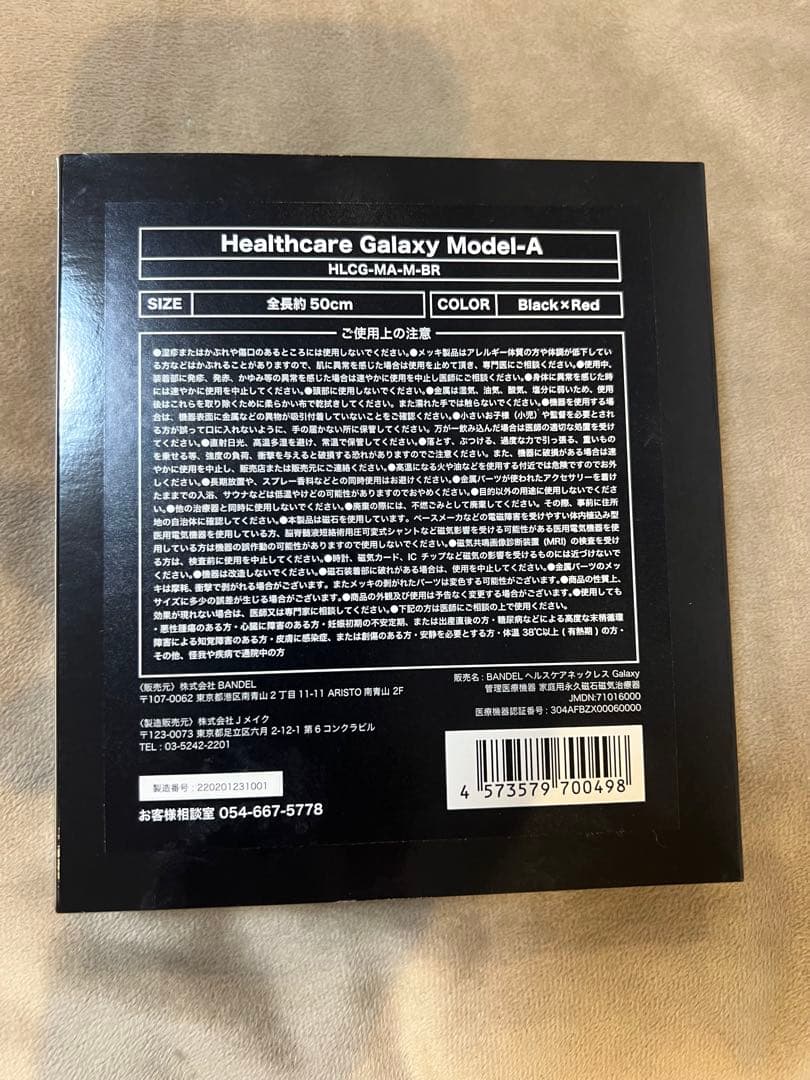 Healthcare Galaxy Model-A
HLCG-MA-M-BR
SIZE 全長約 50cm COLOR Black×Red
ご使用上の注意
●湿疹またはかぶれや傷口のあるところには使用しないでください。●メッキ製品はアレルギー体質の方や体調が低下してい
る方などはかぶれることがありますので、肌に異常を感じた場合は使用を止めて頂き、専門医にご相談ください。●使用中、
装着部に発疹、発赤、かゆみ等の異常を感じた場合は速やかに使用を中止し医師にご相談ください。●身体に異常を感じた時
には速やかに使用を中止してください。●頭部に使用しないでください。●金属は湿気、油気、酸気、塩分に弱いため、使用
後はこれらを取り除くために柔らかい布で乾拭きしてください。また濡れた手では触らないでください。●機器を使用する場
合は、機器表面に金属などの異物が吸引付着していないことをご確認ください。●小さいお子様（小児）や監督を必要とされ
る方が誤って口に入れないように、手の届かない所に保管してください。万が一飲み込んだ場合は医師の適切な処置を受け
てください。●直射日光、高温多湿を避け、常温で保管してください。●落とす、ぶつける、過度な力で引っ張る、重いもの
を乗せる等、強度の負荷、衝撃を与えると破損する恐れがありますのでご注意ください。また、機器に破損がある場合は速
やかに使用を中止し、販売店または販売元にご連絡ください。●高温になる火や油などを使用する付近では危険ですのでお外
しください。●長期放置や、スプレー香料などとの同時使用はお避けください。●金属パーツが使われたアクセサリーを着け
たままでの入浴、サウナなどは低温やけどの可能性がありますのでおやめください。●目的以外の用途に使用しないでくださ
い。●他の治療器と同時に使用しないでください。●廃棄の際には、不燃ごみとして廃棄してください。その際、事前に住所
地の自治体に確認してください。●本製品は磁石を使用しています。ペースメーカなどの電磁障害を受けやすい体内植込み型
医用電気機器を使用している方、脳脊髄液短絡術用圧可変式シャントなど磁気影響を受ける可能性がある医用電気機器を使
用している方は機器の誤作動の可能性がありますので使用しないでください。●磁気共鳴画像診断装置 (MRI) の検査を受け
る方は、検査前に使用を中止してください。●時計、磁気カード、IC チップなど磁気の影響を受けるものには近づけないで
ください。●機器は改造しないでください。●磁石装着部に破れがある場合は、使用を中止してください。●金属パーツのメッ
キは摩耗、衝撃で剥がれる場合がございます。またメッキの剥がれたパーツは変色する可能性がございます。●商品の性質上、
サイズに多少の誤差が生じる場合がございます。●商品の外観及び使用は予告なく変更する場合がございます。●使用しても
効果が現れない場合は、医師又は専門家に相談してください。●下記の方は医師にご相談の上で使用ください。
・悪性腫瘍のある方・心臓に障害のある方・妊娠初期の不安定期、または出産直後の方・糖尿病などによる高度な末梢循環
障害による知覚障害のある方・皮膚に感染症、または創傷のある方・安静を必要とする方・体温 38℃以上 ( 有熱期 ) の方・
その他、怪我や疾病で通院中の方
〈販売元〉株式会社 BANDEL
〒107-0062 東京都港区南青山 2 丁目 11-11 ARISTO 南青山 2F
〈製造販売元〉株式会社 J メイク
〒123-0073 東京都足立区六月 2-12-1 第 6 コンクラビル
TEL : 03-5242-2201
製造番号 : 220201231001
お客様相談室 054-667-5778
販売名 : BANDEL ヘルスケアネックレス Galaxy
管理医療機器 家庭用永久磁石磁気治療器
JMDN:71016000
医療機器認証番号 : 304AFBZX00060000
4 573579 700498